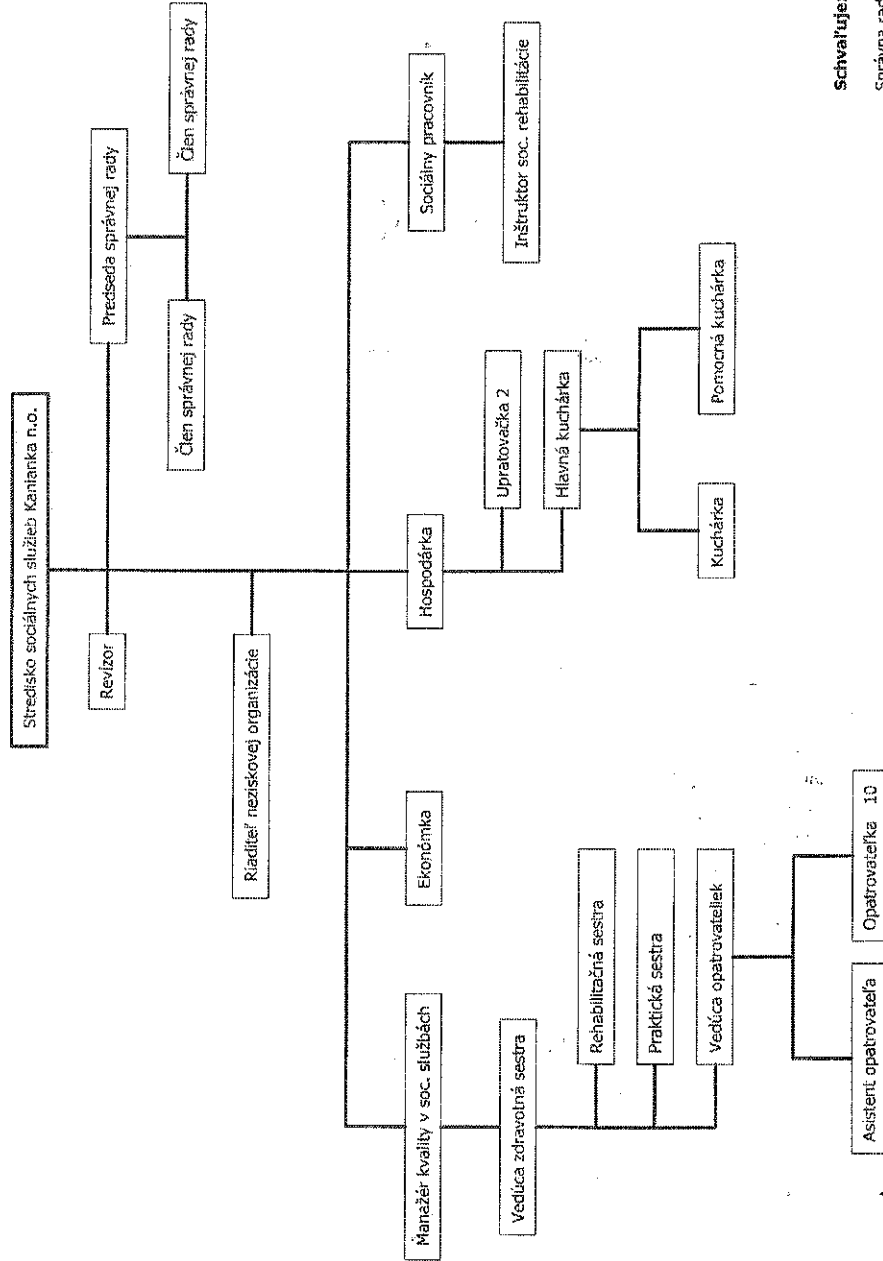 Stredisko sociálnych služieb Kanianka n.o.
Revízor
Predseda správnej rady
Člen správnej rady
Člen správnej rady
Riaditeľ neziskovej organizácie
Manažér kvality v soc. službách
Ekonómka
Hospodárka
Sociálny pracovník
Vedúca zdravotná sestra
Upratovačka 2
Inštruktor soc. rehabilitácie
Rehabilitačná sestra
Hlavná kuchárka
Praktická sestra
Vedúca opatrovateliek
Kuchárka
Pomocná kuchárka
Asistent opatrovateľa
Opatrovateľka 10
Schvaľuje:
Správna